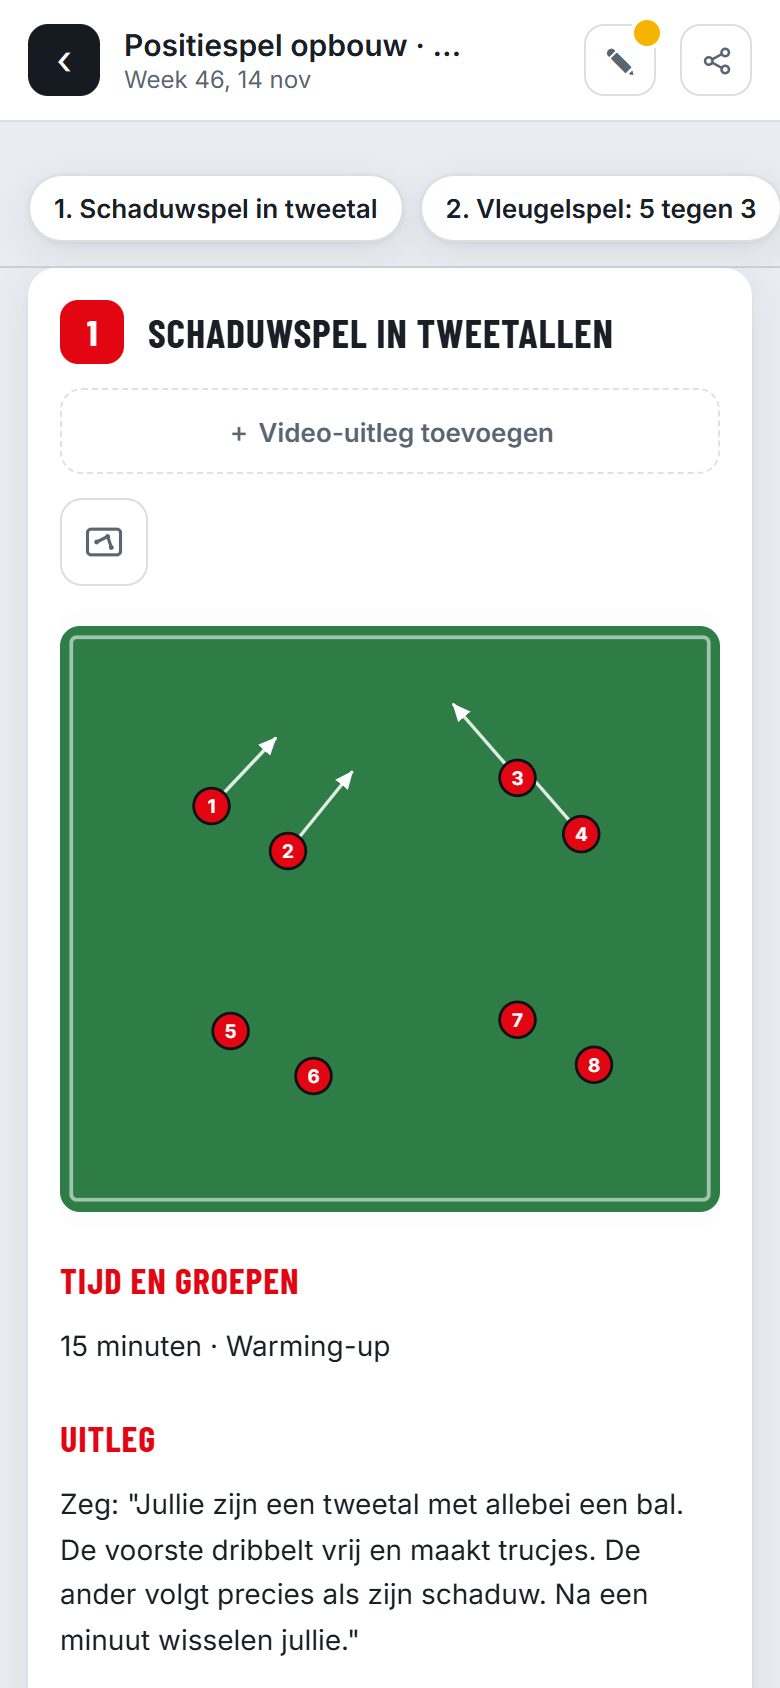 Positiespel opbouw · ...
Week 46, 14 nov
1. Schaduwspel in tweetal
2. Vleugelspel: 5 tegen 3
1 SCHADUWSPEL IN TWEETALLEN
+ Video-uitleg toevoegen
1
2
3
4
5
6
7
8
TIJD EN GROEPEN
15 minuten · Warming-up
UITLEG
Zeg: "Jullie zijn een tweetal met allebei een bal.
De voorste dribbelt vrij en maakt trucjes. De
ander volgt precies als zijn schaduw. Na een
minuut wisselen jullie."